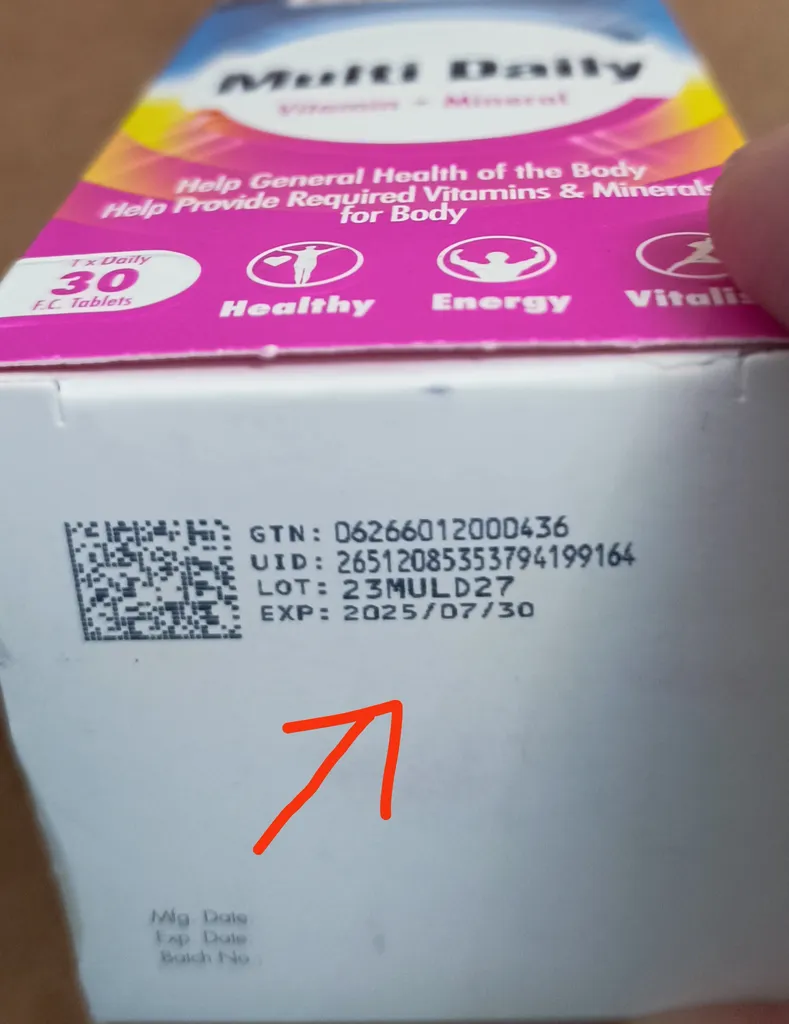 Multi Daily
Vitamin + Mineral
Help General Health of the Body
Help Provide Required Vitamins & Minerals
for Body
1 x Daily
30
F.C. Tablets
Healthy
Energy
GTN: 06266012000436
UID: 26512085353794199164
LOT: 23MULD27
EXP: 2025/07/30
Mfg. Date
Exp. Date
Batch No.